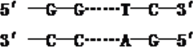 5' —G—G------T—C—3'
3' —C—C------A—G—5'